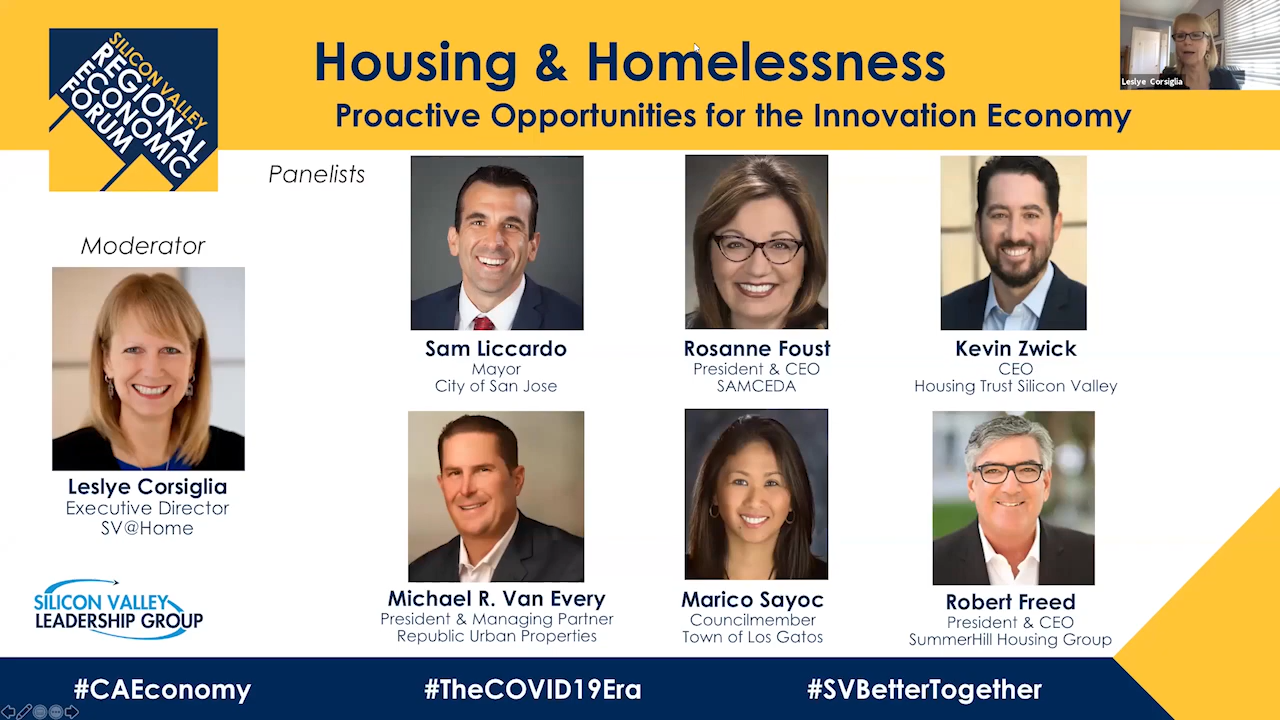 SILICON VALLEY
REGIONAL
ECONOMIC
FORUM
Housing & Homelessness
Proactive Opportunities for the Innovation Economy
Leslye Corsiglia
Panelists
Moderator
Sam Liccardo
Mayor
City of San Jose
Rosanne Foust
President & CEO
SAMCEDA
Kevin Zwick
CEO
Housing Trust Silicon Valley
Leslye Corsiglia
Executive Director
SV@Home
Michael R. Van Every
President & Managing Partner
Republic Urban Properties
Marico Sayoc
Councilmember
Town of Los Gatos
Robert Freed
President & CEO
SummerHill Housing Group
SILICON VALLEY
LEADERSHIP GROUP
#CAEconomy
#TheCOVID19Era
#SVBetterTogether